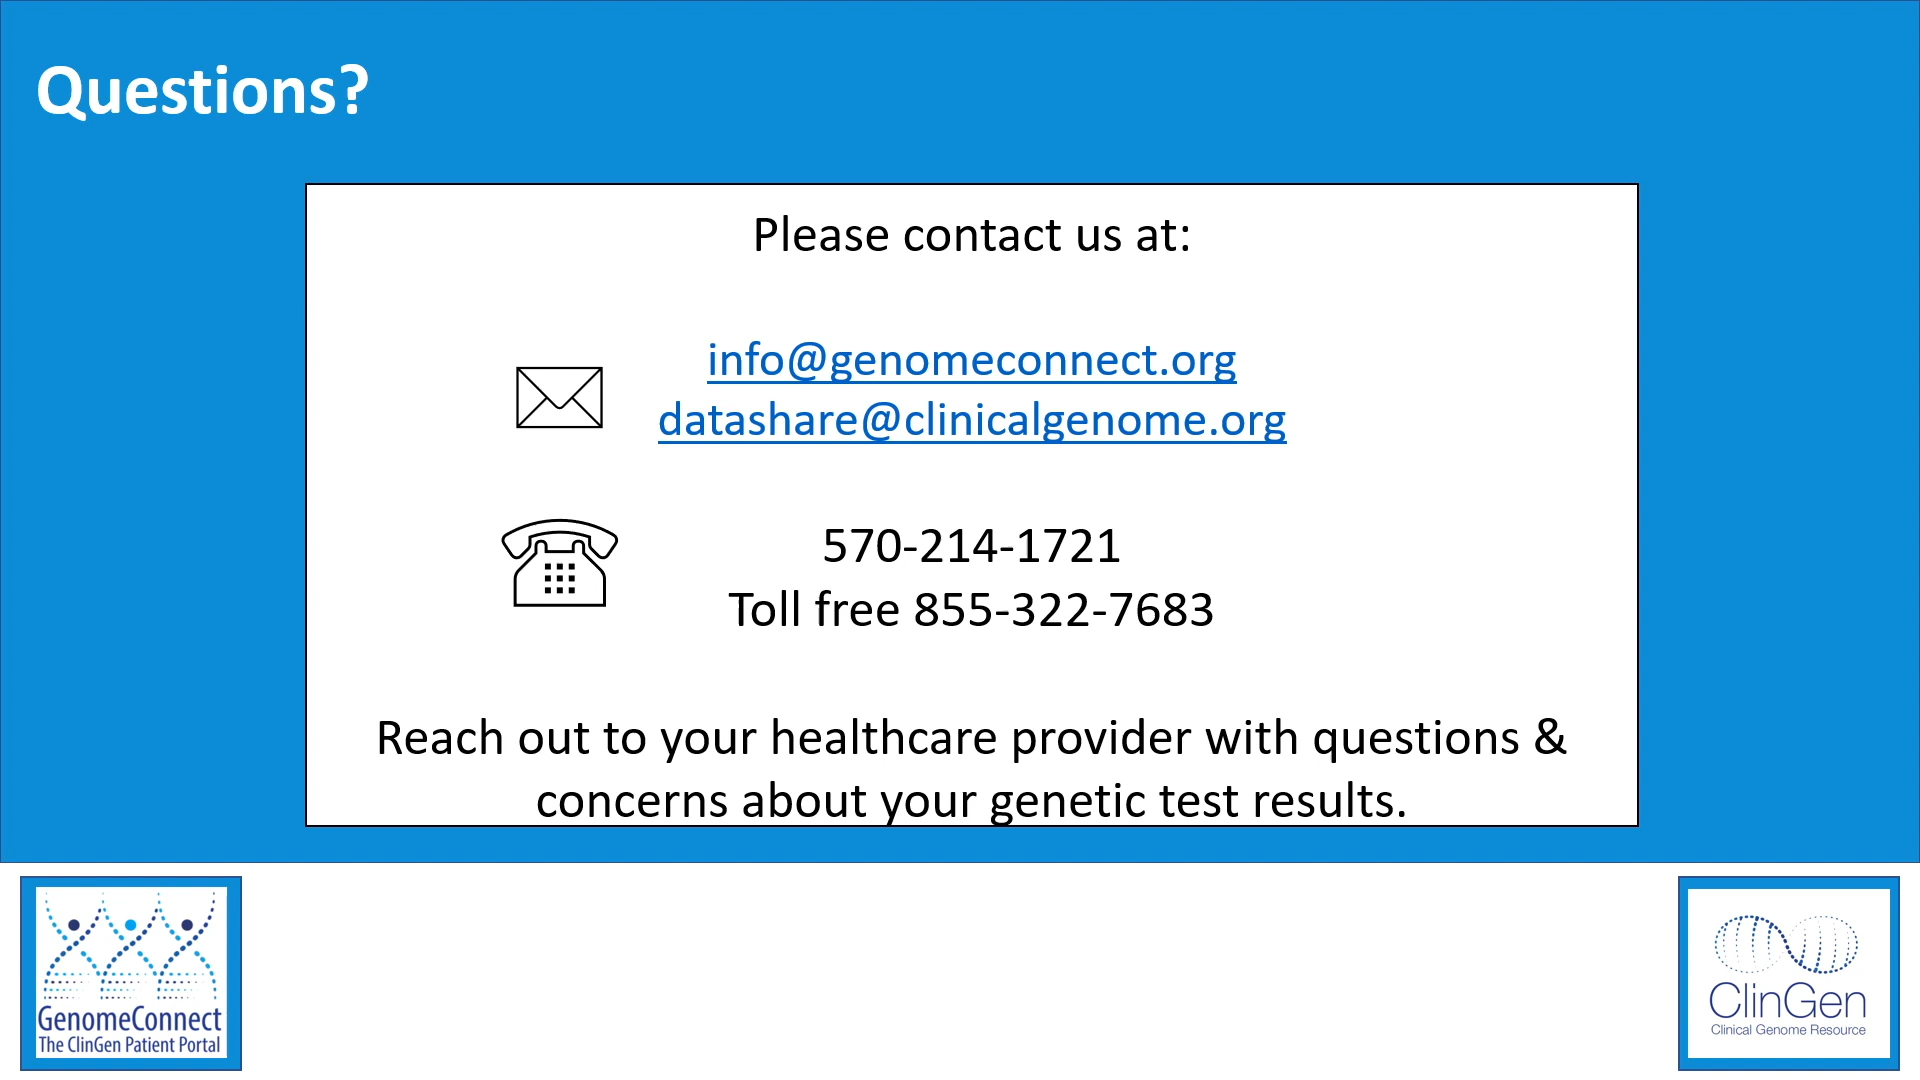 Questions?
Please contact us at:
info@genomeconnect.org
datashare@clinicalgenome.org
570-214-1721
Toll free 855-322-7683
Reach out to your healthcare provider with questions &
concerns about your genetic test results.
GenomeConnect
The ClinGen Patient Portal
ClinGen
Clinical Genome Resource